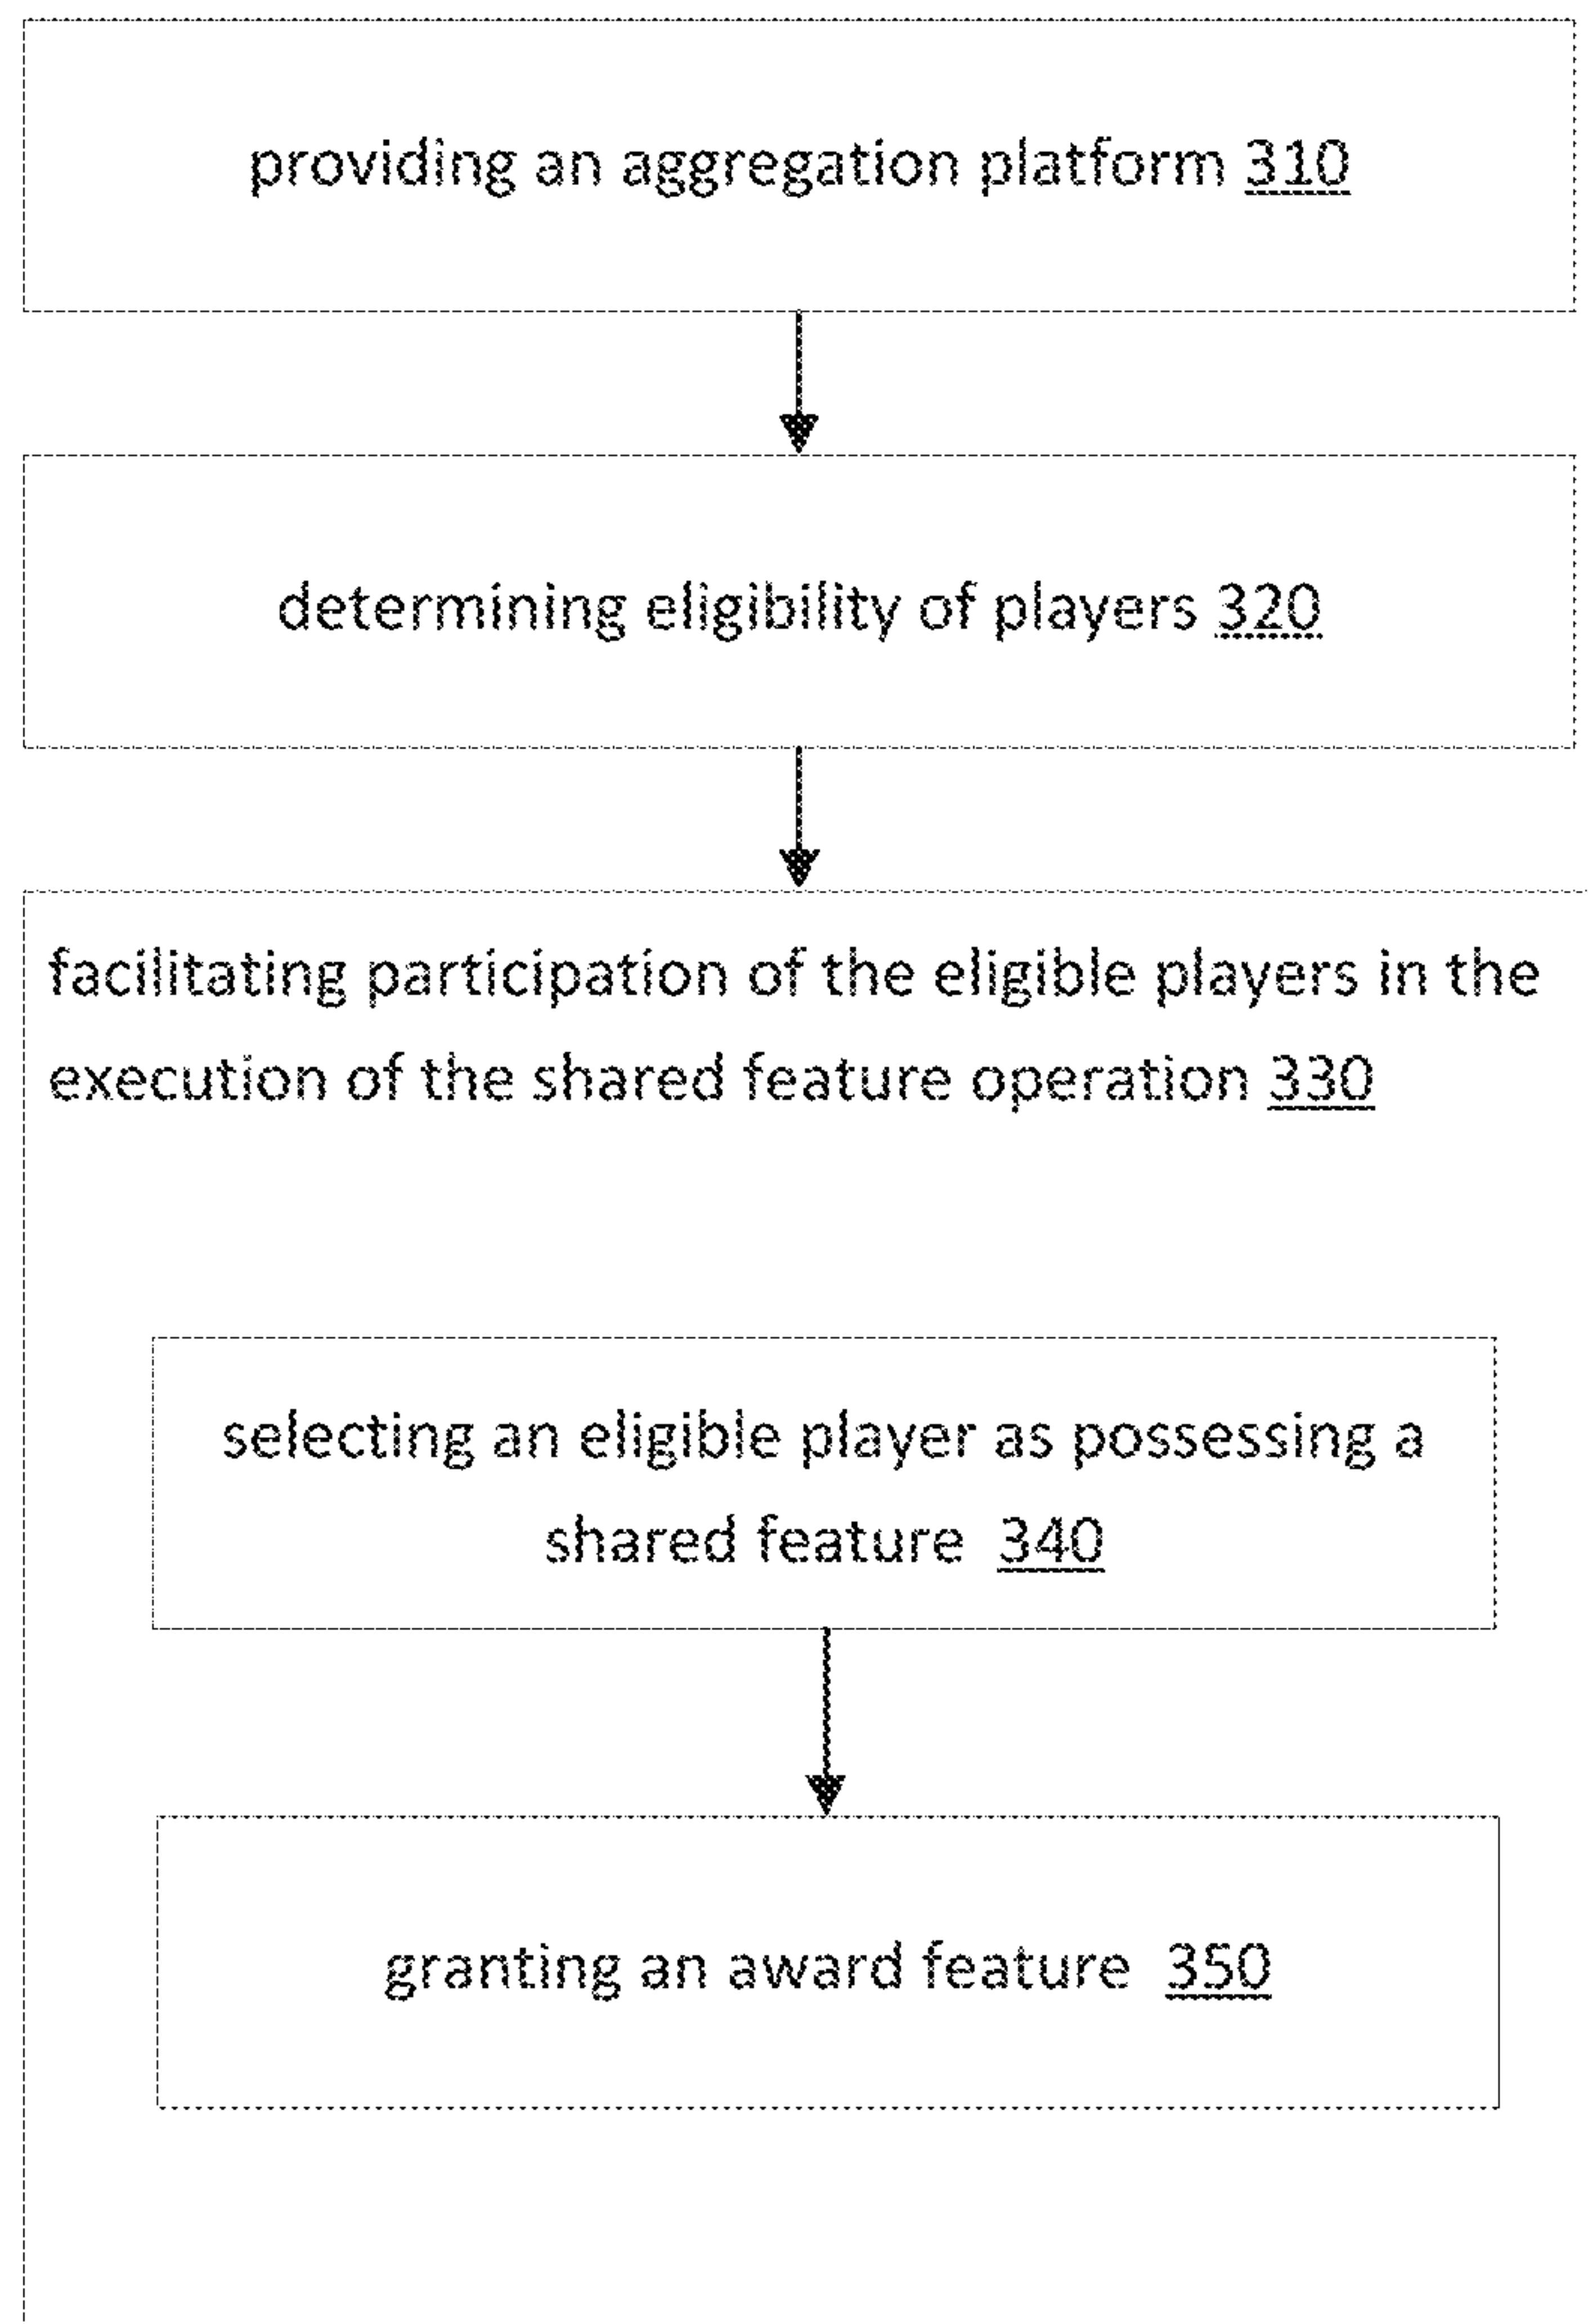 providing an aggregation platform 310
determining eligibility of players 320
facilitating participation of the eligible players in the
execution of the shared feature operation 330
selecting an eligible player as possessing a
shared feature 340
granting an award feature 350